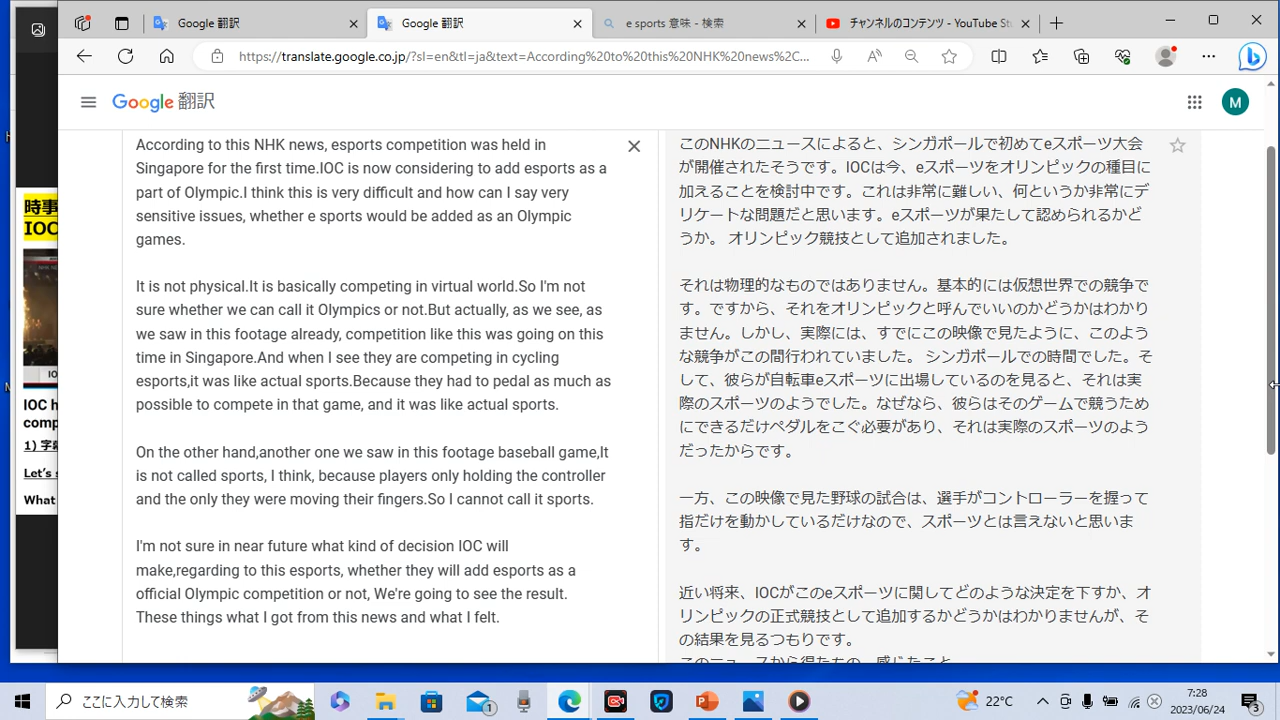 Google 翻訳
Google 翻訳
e sports 意味 - 検索
チャンネルのコンテンツ - YouTube Stu
https://translate.google.co.jp/?sl=en&tl=ja&text=According%20to%20this%20NHK%20news%2C...
Google 翻訳
M
According to this NHK news, esports competition was held in
Singapore for the first time.IOC is now considering to add esports as a
part of Olympic.I think this is very difficult and how can I say very
sensitive issues, whether e sports would be added as an Olympic
games.
It is not physical.It is basically competing in virtual world.So I'm not
sure whether we can call it Olympics or not.But actually, as we see, as
we saw in this footage already, competition like this was going on this
time in Singapore.And when I see they are competing in cycling
esports,it was like actual sports.Because they had to pedal as much as
possible to compete in that game, and it was like actual sports.
On the other hand,another one we saw in this footage baseball game,It
is not called sports, I think, because players only holding the controller
and the only they were moving their fingers.So I cannot call it sports.
I'm not sure in near future what kind of decision IOC will
make,regarding to this esports, whether they will add esports as a
official Olympic competition or not, We're going to see the result.
These things what I got from this news and what I felt.
このNHKのニュースによると、シンガポールで初めてeスポーツ大会
が開催されたそうです。IOCは今、eスポーツをオリンピックの種目に
加えることを検討中です。これは非常に難しい、何というか非常にデ
リケートな問題だと思います。eスポーツが果たして認められるかど
うか。 オリンピック競技として追加されました。
それは物理的なものではありません。基本的には仮想世界での競争で
す。ですから、それをオリンピックと呼んでいいのかどうかはわかり
ません。しかし、実際には、すでにこの映像で見たように、このよう
な競争がこの間行われていました。 シンガポールでの時間でした。そ
して、彼らが自転車eスポーツに出場しているのを見ると、それは実
際のスポーツのようでした。なぜなら、彼らはそのゲームで競うため
にできるだけペダルをこぐ必要があり、それは実際のスポーツのよう
だったからです。
一方、この映像で見た野球の試合は、選手がコントローラーを握って
指だけを動かしているだけなので、スポーツとは言えないと思いま
す。
近い将来、IOCがこのeスポーツに関してどのような決定を下すか、オ
リンピックの正式競技として追加するかどうかはわかりませんが、そ
の結果を見るつもりです。
このニュースから得たもの、感じたこと
時事
IOC
IOC h
comp
1) 字幕
Let's s
What
ここに入力して検索
1
22°C
7:28
2023/06/24
3